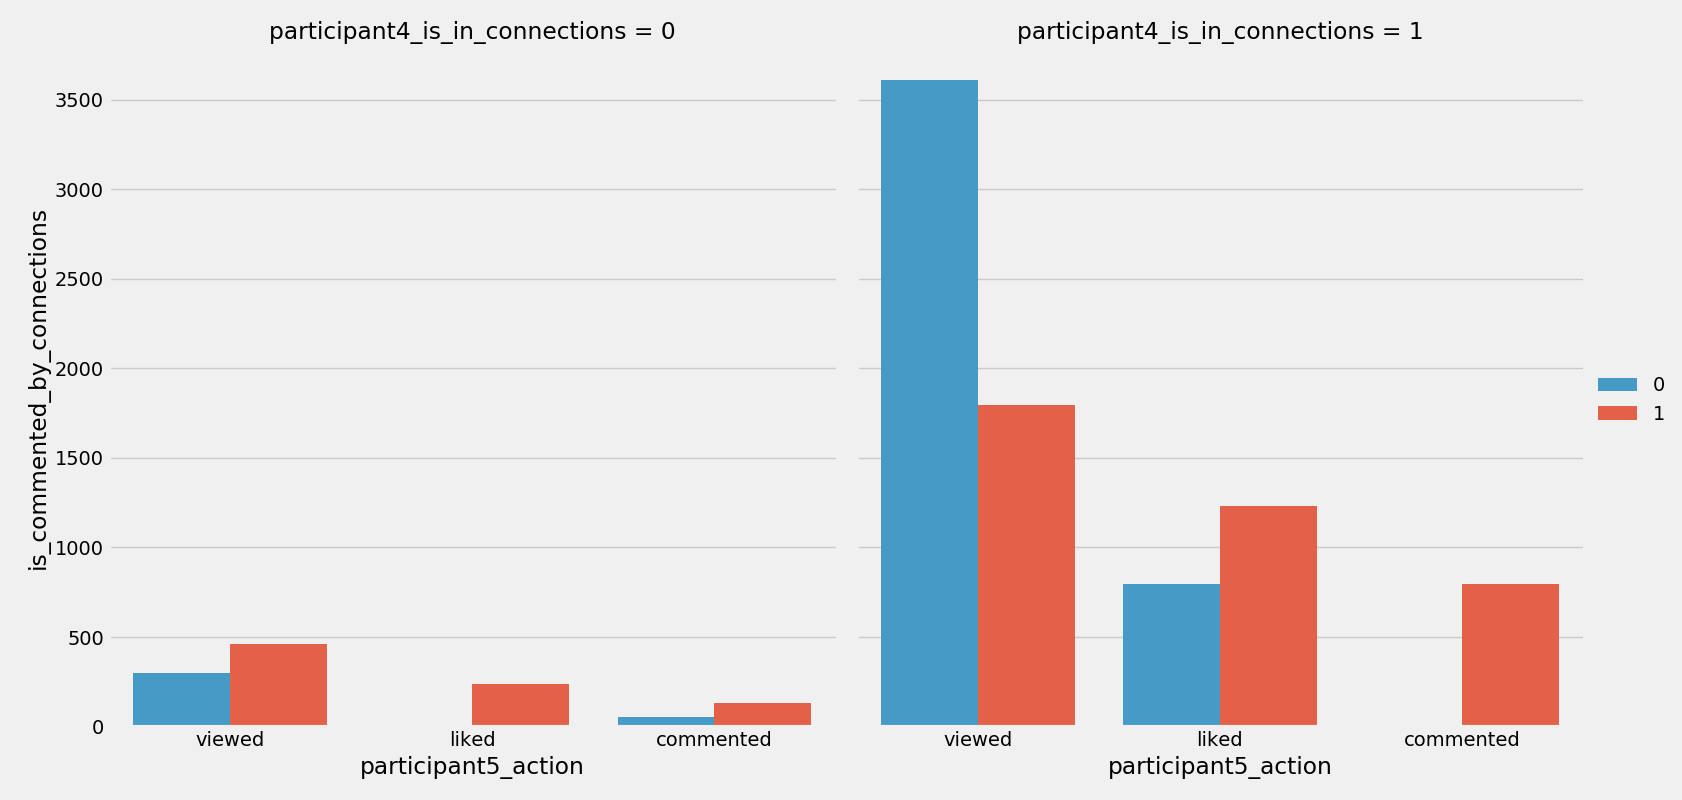 participant4_is_in_connections = 0
participant4_is_in_connections = 1
is_commented_by_connections
3500
3000
2500
2000
1500
1000
500
0
viewed
liked
commented
viewed
liked
commented
participant5_action
participant5_action
0
1